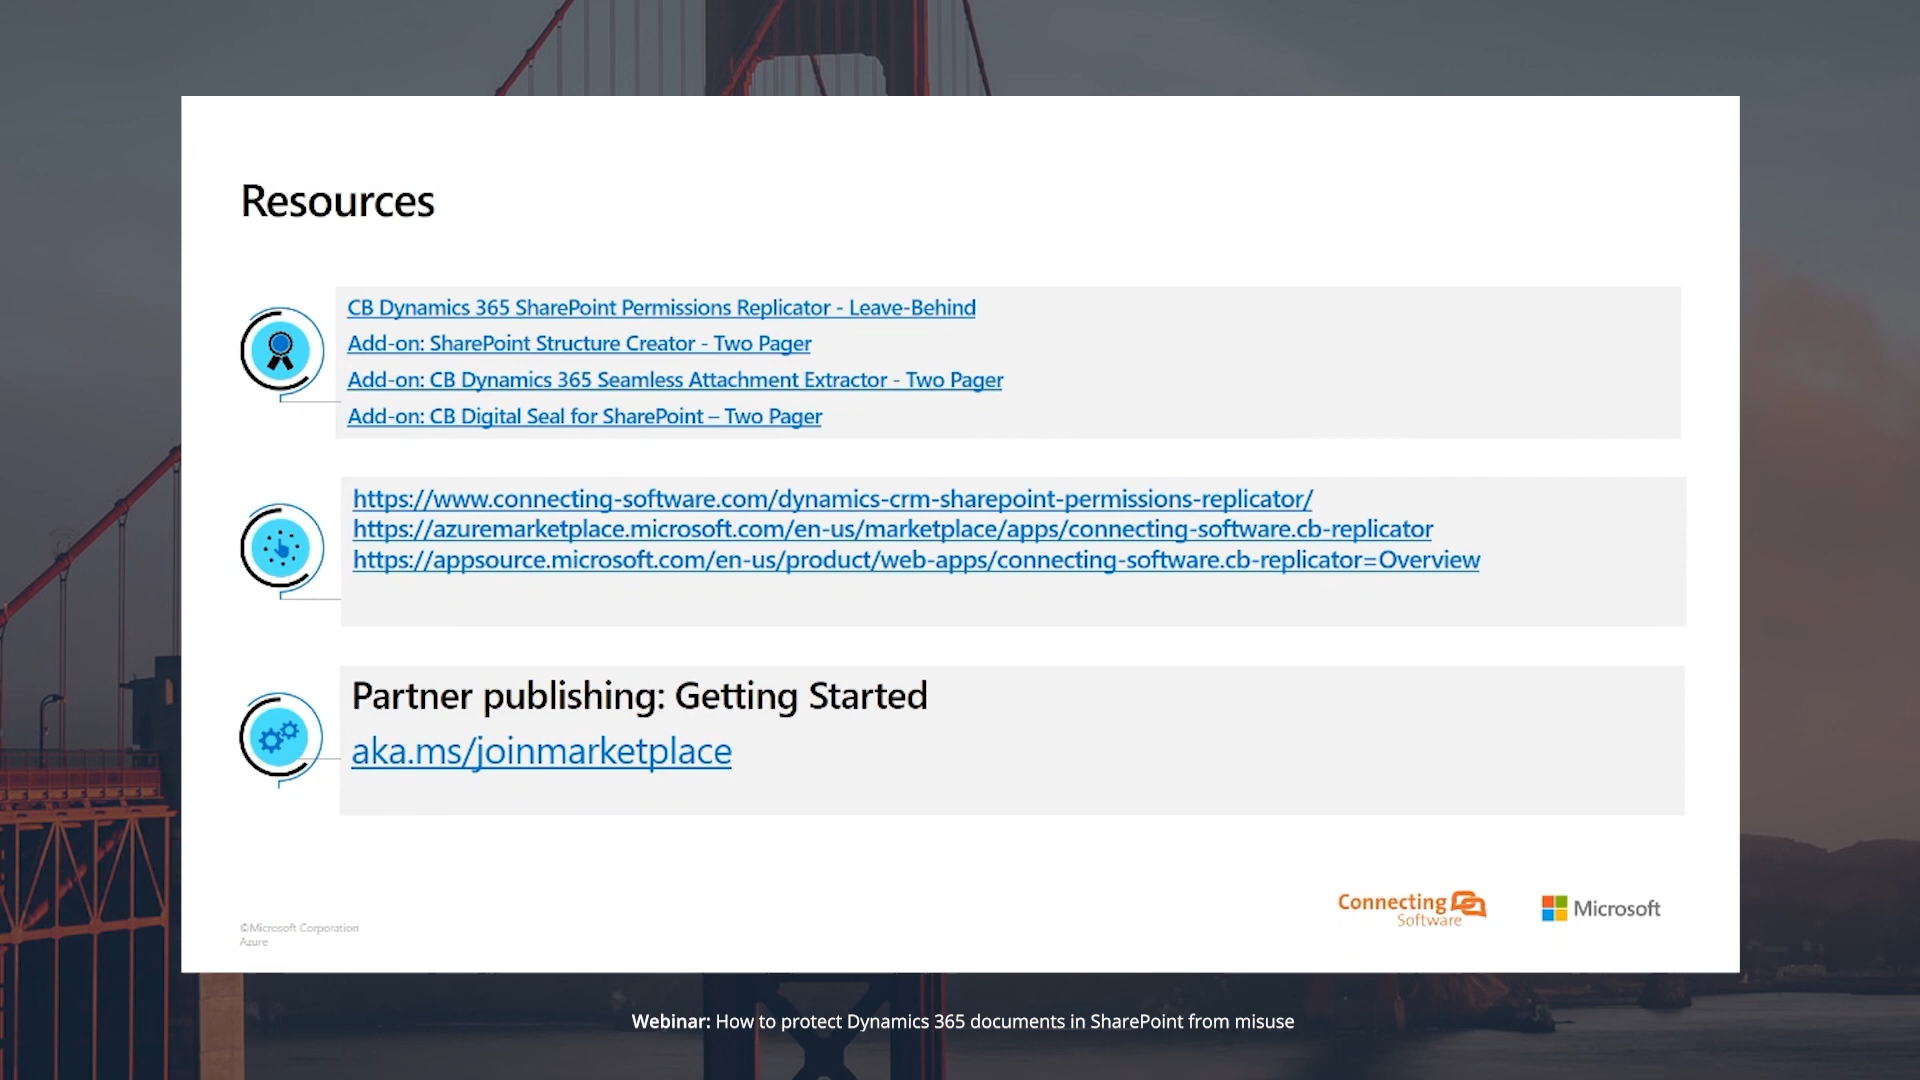 Resources
CB Dynamics 365 SharePoint Permissions Replicator - Leave-Behind
Add-on: SharePoint Structure Creator - Two Pager
Add-on: CB Dynamics 365 Seamless Attachment Extractor - Two Pager
Add-on: CB Digital Seal for SharePoint – Two Pager
https://www.connecting-software.com/dynamics-crm-sharepoint-permissions-replicator/
https://azuremarketplace.microsoft.com/en-us/marketplace/apps/connecting-software.cb-replicator
https://appsource.microsoft.com/en-us/product/web-apps/connecting-software.cb-replicator=Overview
Partner publishing: Getting Started
aka.ms/joinmarketplace
Connecting
Software
Microsoft
©Microsoft Corporation
Azure
Webinar: How to protect Dynamics 365 documents in SharePoint from misuse